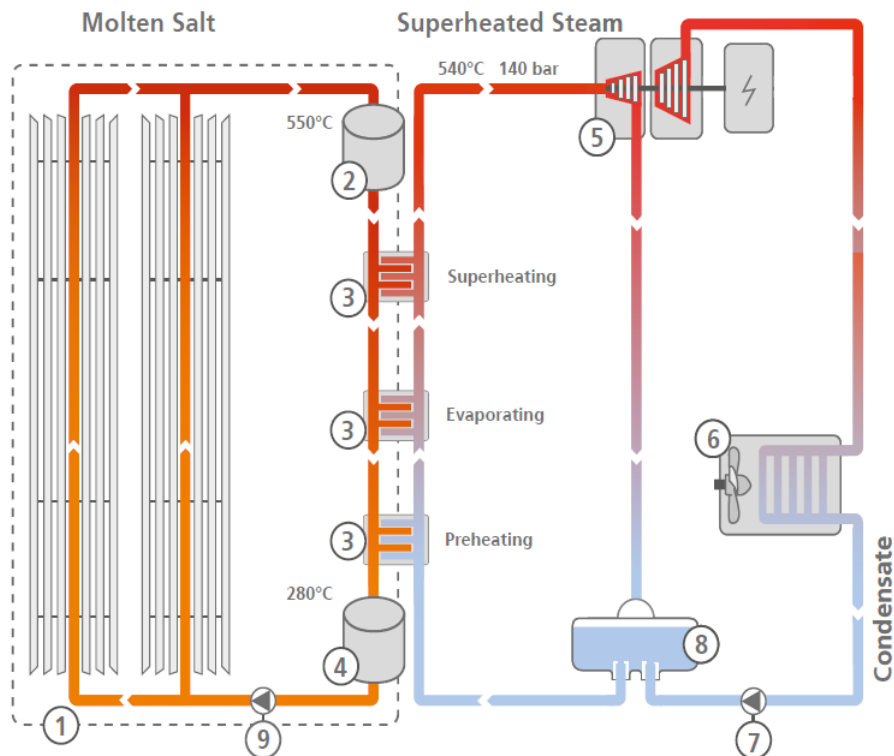 Molten Salt
Superheated Steam
540°C 140 bar
550°C
5
2
3
Superheating
3
Evaporating
6
3
Preheating
280°C
4
8
Condensate
1
9
7